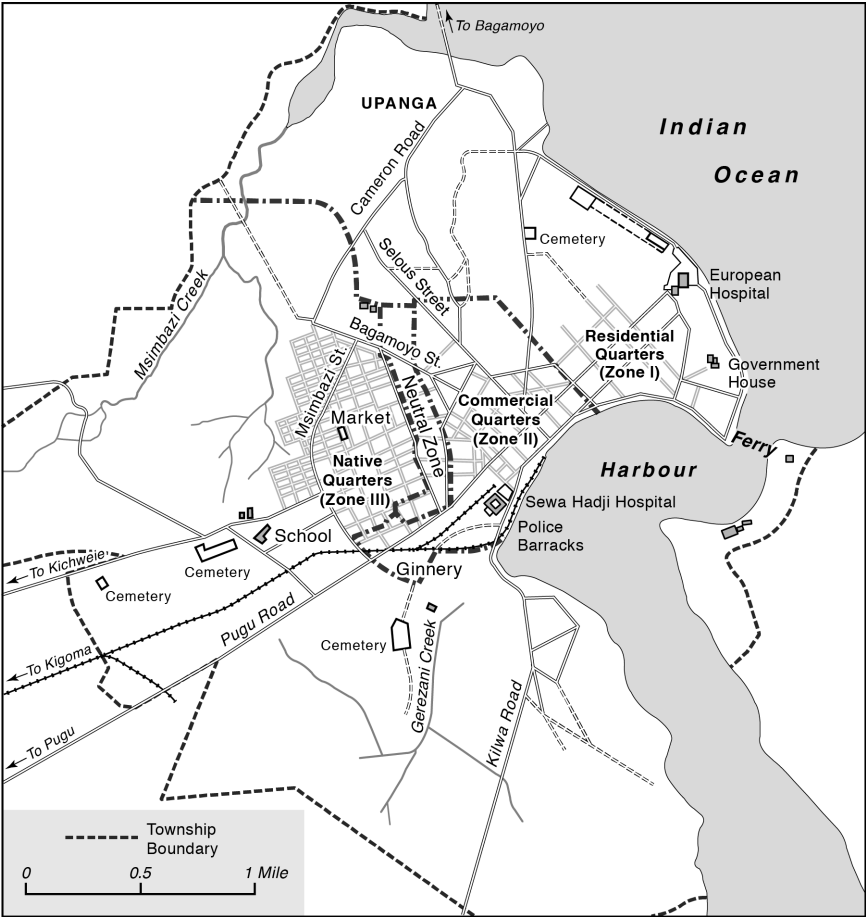 To Bagamoyo
UPANGA
Indian
Ocean
Cameron Road
Cemetery
Selous Street
European
Hospital
Msimbazi Creek
Bagamoyo St.
Residential
Quarters
(Zone I)
Government
House
Msimbazi St.
Neutral Zone
Commercial
Quarters
(Zone II)
Market
Ferry
Native
Quarters
(Zone III)
Harbour
Sewa Hadji Hospital
School
Police
Barracks
To Kichwele
Cemetery
Ginnery
Cemetery
Pugu Road
Cemetery
To Kigoma
Gerezani Creek
Kilwa Road
To Pugu
Township
Boundary
0 0.5 1 Mile